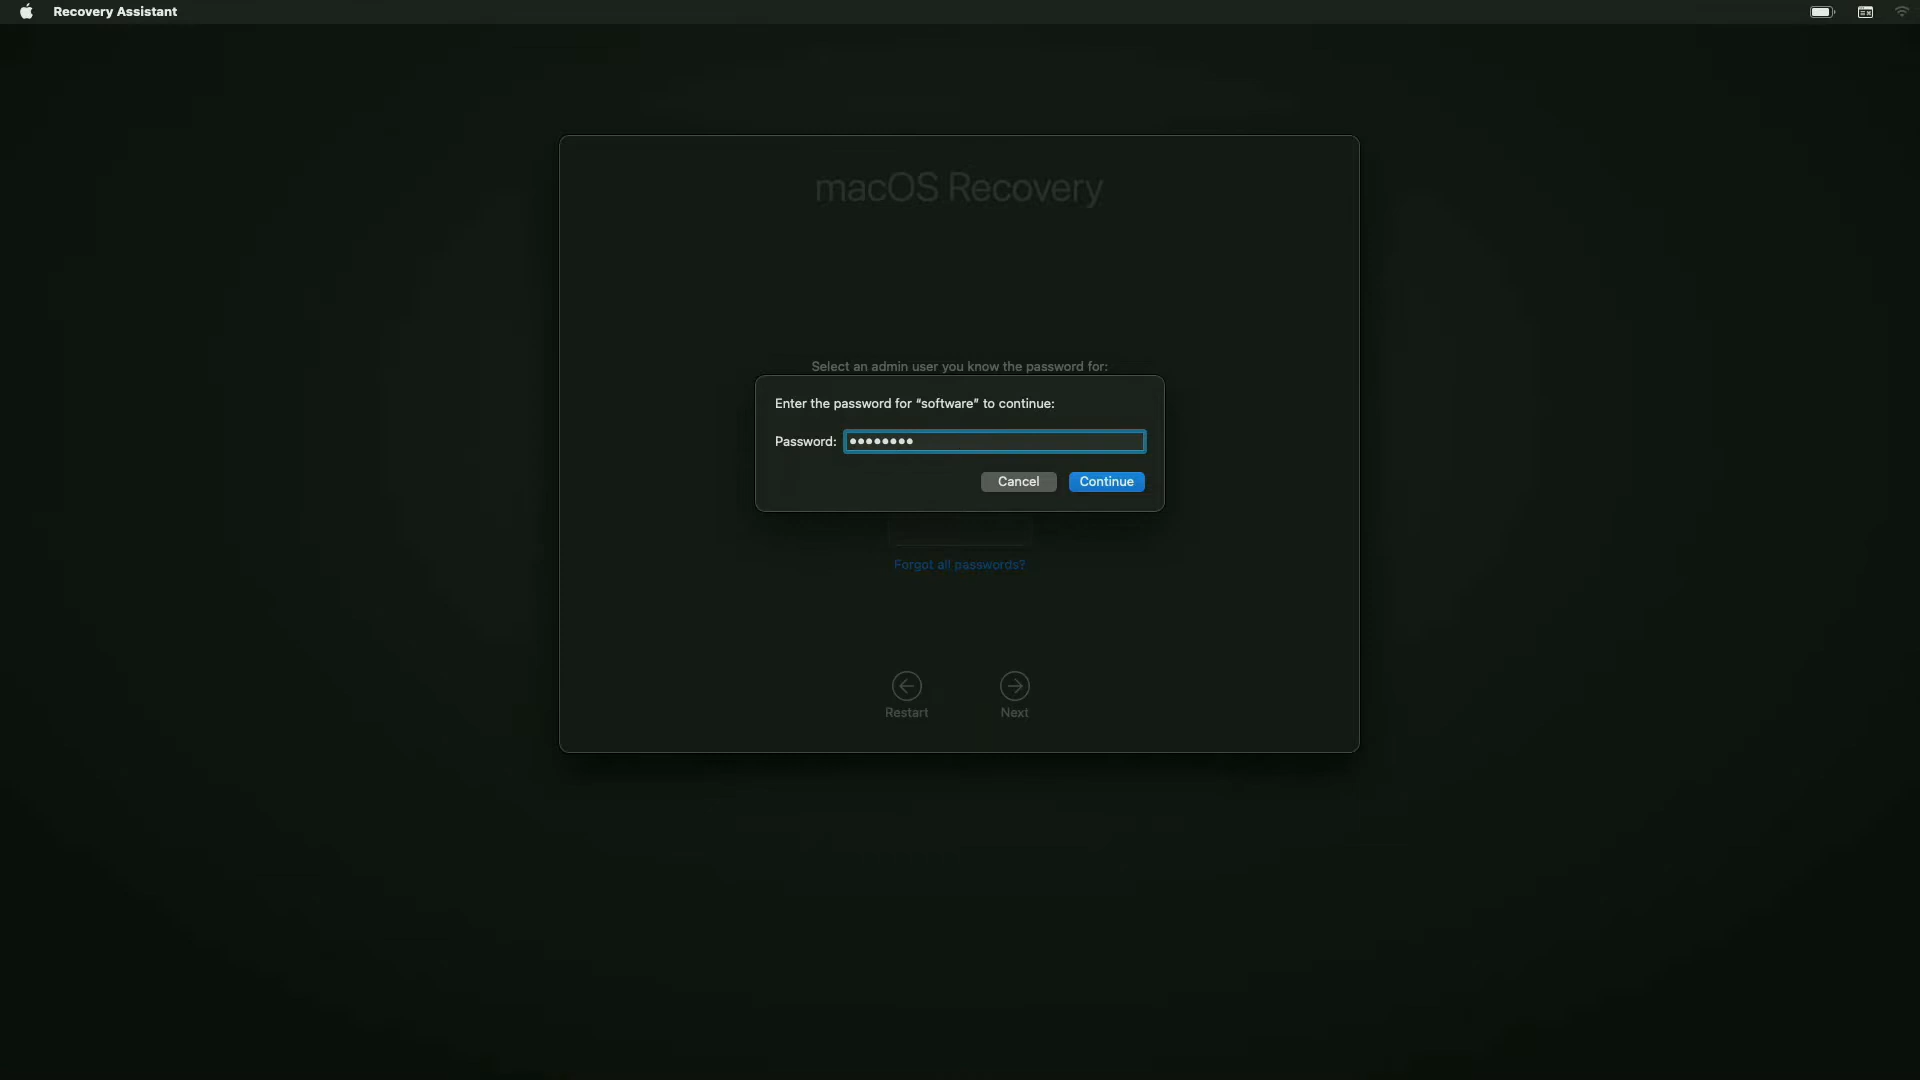 Recovery Assistant
macOS Recovery
Select an admin user you know the password for:
Enter the password for “software” to continue:
Password: ●●●●●●●●
Cancel Continue
Forgot all passwords?
Restart Next